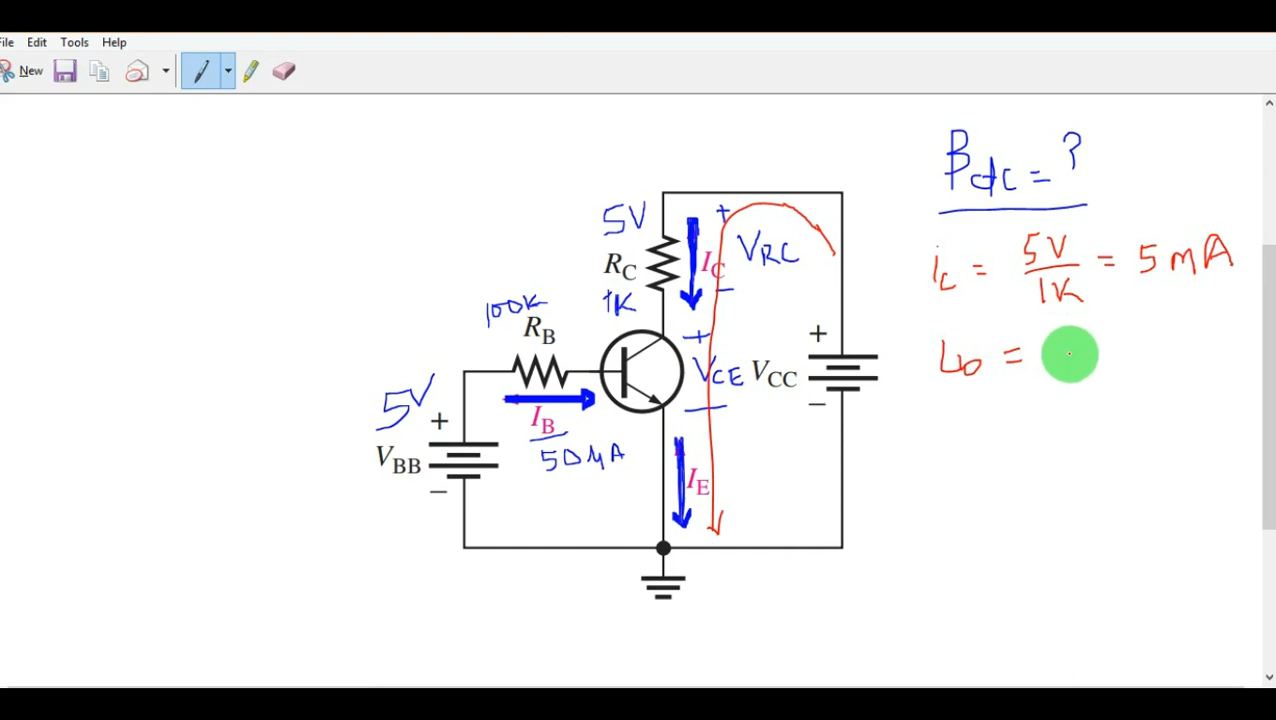 File Edit Tools Help
New
βdc = ?
5V
+
IC
VRC
−
RC
1K
ic = 5V / 1K = 5mA
100K
RB
+
VCE
−
VCC
+
−
5V
+
VBB
−
IB
50μA
IE
=